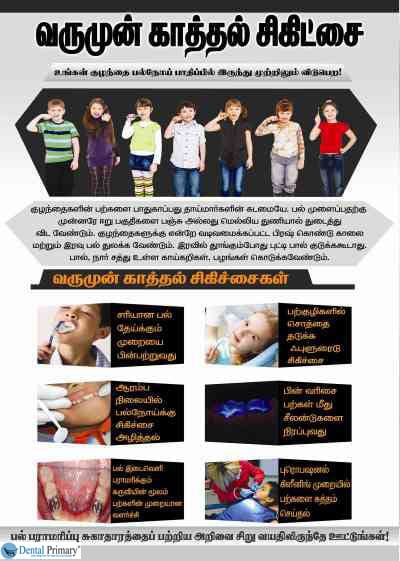 வருமுன் காத்தல் சிகிட்சை
உங்கள் குழந்தை பல்நோய் பாதிப்பில் இருந்து முற்றிலும் விடுபெற!
குழந்தைகளின் பற்களை பாதுகாப்பது தாய்மார்களின் கடமையே. பல் முளைப்பதற்கு
முன்னரே ஈறு பகுதிகளை பஞ்சு அல்லது மெல்லிய துணியால் துடைத்து
விட வேண்டும். குழந்தைகளுக்கு என்றே வடிவமைக்கப்பட்ட பிரஷ் கொண்டு காலை
மற்றும் இரவு பல் துலக்க வேண்டும். இரவில் தூங்கும்போது புட்டி பால் குடுக்ககூடாது.
பால், நார் சத்து உள்ள காய்கறிகள், பழங்கள் கொடுக்கவேண்டும்.
வருமுன் காத்தல் சிகிச்சைகள்
சரியான பல்
தேய்க்கும்
முறையை
பின்பற்றுவது
பற்குழிகளில்
சொத்தை
தடுக்க
ஃபுளுரைடு
சிகிச்சை
ஆரம்ப
நிலையில்
பல்நோய்க்கு
சிகிச்சை
அழித்தல்
பின் வரிசை
பற்கள் மீது
சீலண்டுகளை
நிரப்புவது
பல் இடைவெளி
பராமரிக்கும்
கருவியின் மூலம்
பற்களின் முறையான
வளர்ச்சி
புரொபஷனல்
கிளீனிங் முறையில்
பற்களை சுத்தம்
செய்தல்
பல் பராமரிப்பு சுகாதாரத்தைப் பற்றிய அறிவை சிறு வயதிலிருந்தே ஊட்டுங்கள்!
Dental Primary